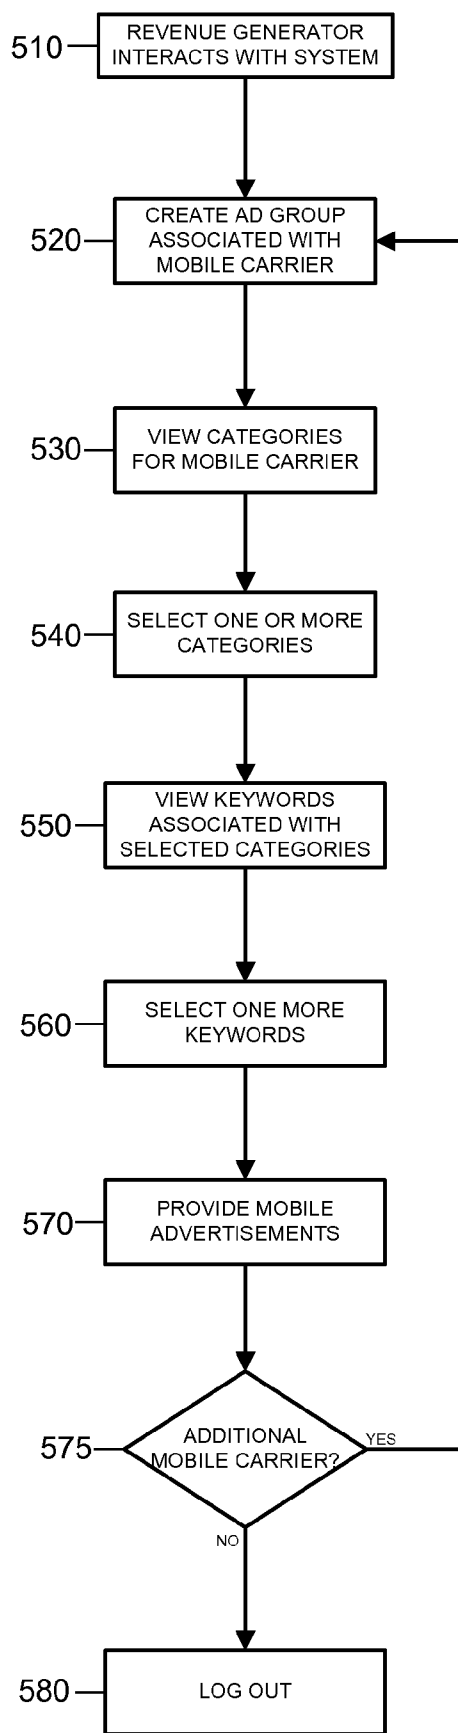 510
REVENUE GENERATOR
INTERACTS WITH SYSTEM
520
CREATE AD GROUP
ASSOCIATED WITH
MOBILE CARRIER
530
VIEW CATEGORIES
FOR MOBILE CARRIER
540
SELECT ONE OR MORE
CATEGORIES
550
VIEW KEYWORDS
ASSOCIATED WITH
SELECTED CATEGORIES
560
SELECT ONE MORE
KEYWORDS
570
PROVIDE MOBILE
ADVERTISEMENTS
575
ADDITIONAL
MOBILE CARRIER?
YES
NO
580
LOG OUT